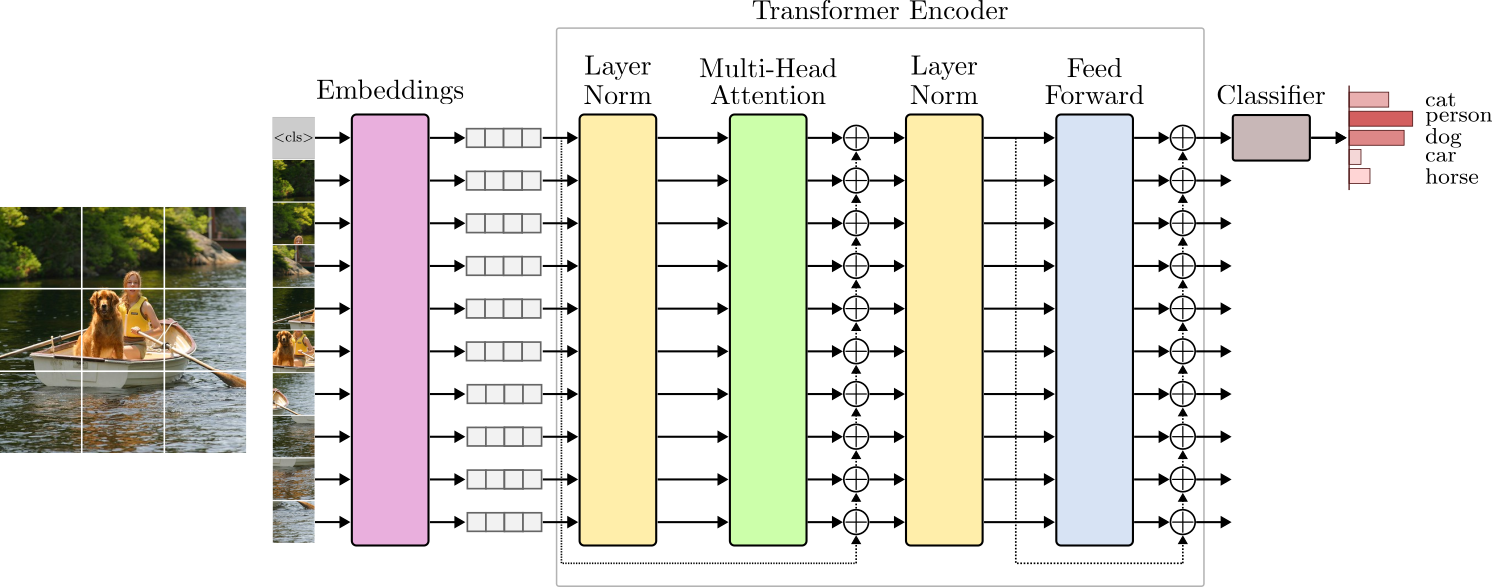 Transformer Encoder
Embeddings
Layer
Norm
Multi-Head
Attention
Layer
Norm
Feed
Forward
Classifier
<cls>
cat
person
dog
car
horse